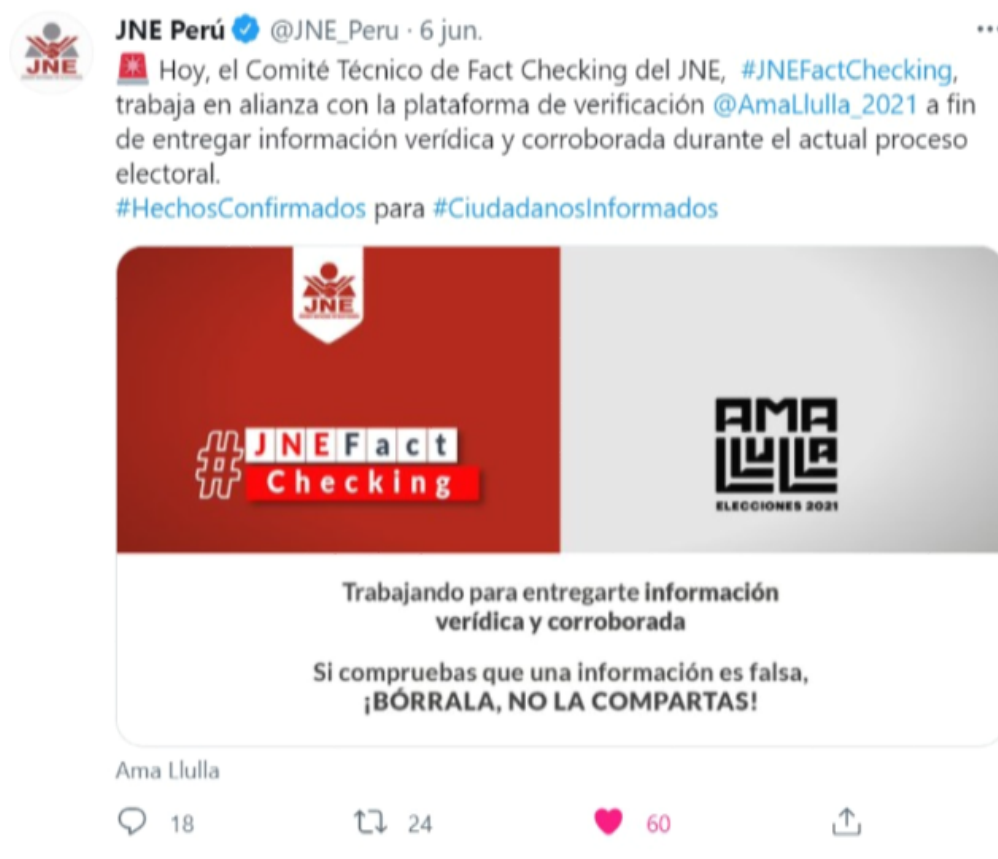 JNE Perú @JNE_Peru · 6 jun.
JNE
🚨 Hoy, el Comité Técnico de Fact Checking del JNE, #JNEFactChecking,
trabaja en alianza con la plataforma de verificación @AmaLlulla_2021 a fin
de entregar información verídica y corroborada durante el actual proceso
electoral.
#HechosConfirmados para #CiudadanosInformados
JNE
#JNEFact
Checking
AMA
LLULLA
ELECCIONES 2021
Trabajando para entregarte información
verídica y corroborada
Si compruebas que una información es falsa,
¡BÓRRALA, NO LA COMPARTAS!
Ama Llulla
18 24 60